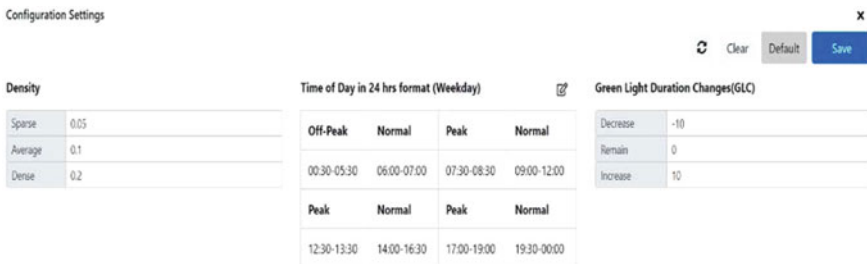 Configuration Settings x
Clear Default Save
Density
Sparse 0.05
Average 0.1
Dense 0.2
Time of Day in 24 hrs format (Weekday)
Off-Peak Normal Peak Normal
00:30-05:30 06:00-07:00 07:30-08:30 09:00-12:00
Peak Normal Peak Normal
12:30-13:30 14:00-16:30 17:00-19:00 19:30-00:00
Green Light Duration Changes(GLC)
Decrease -10
Remain 0
Increase 10